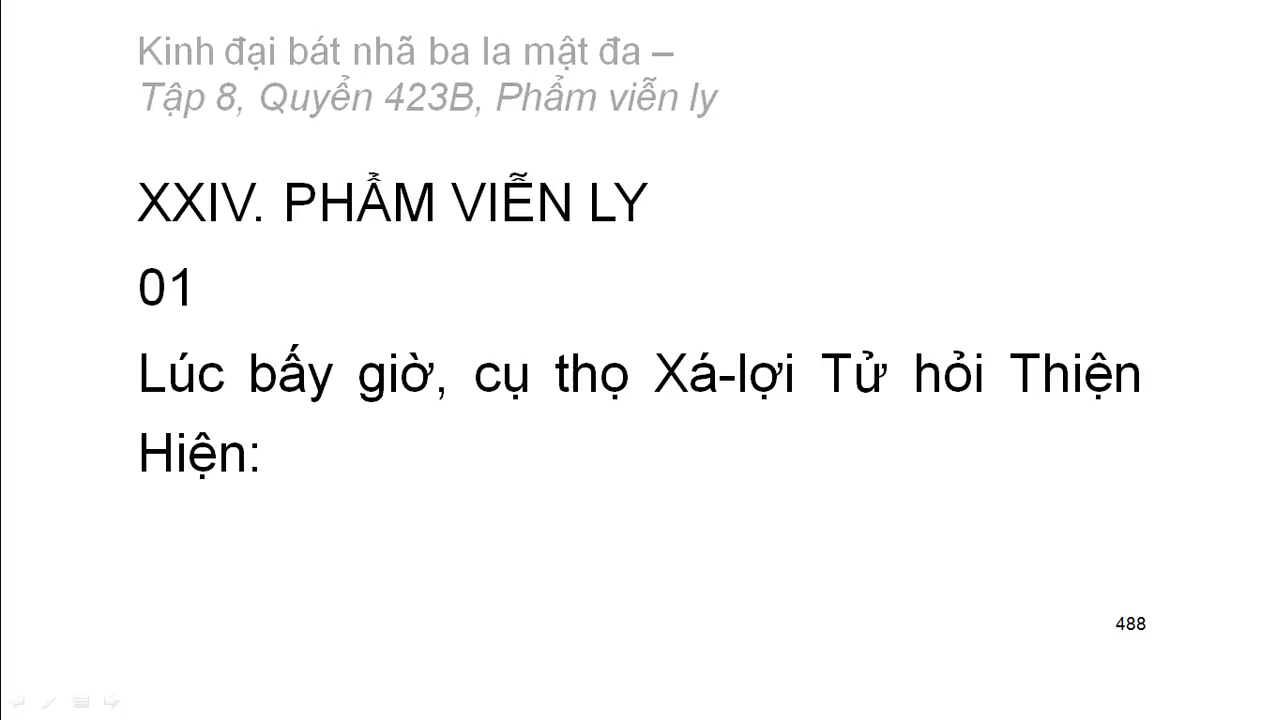 Kinh đại bát nhã ba la mật đa –
Tập 8, Quyển 423B, Phẩm viễn ly
XXIV. PHẨM VIỄN LY
01
Lúc bấy giờ, cụ thọ Xá-lợi Tử hỏi Thiện
Hiện:
488